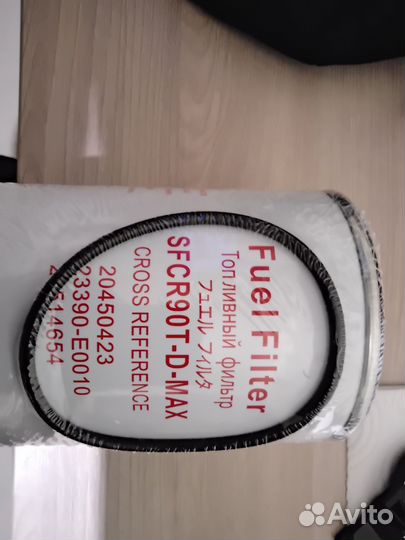 Fuel Filter
Топливный фильтр
フュエル フィルタ
SFCR90T-D-MAX
CROSS REFERENCE
20450423
23390-E0010
Avito